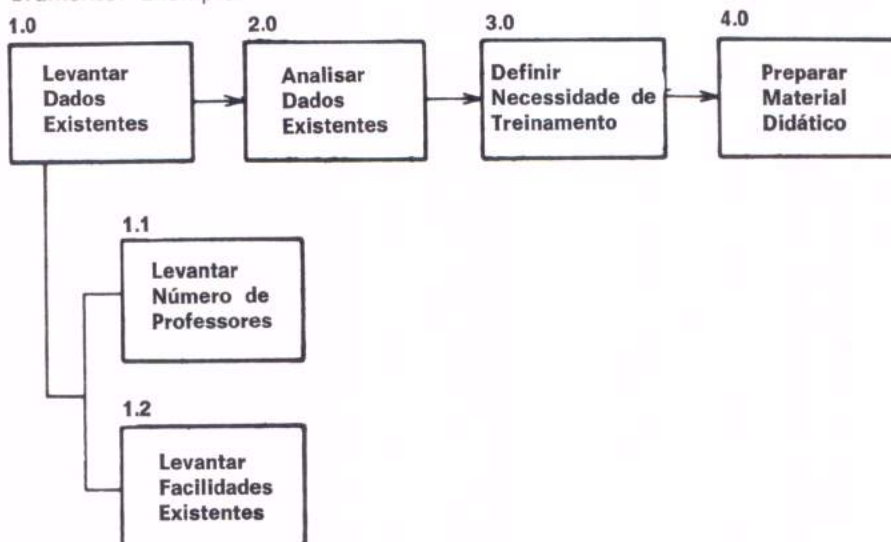 1.0
Levantar
Dados
Existentes
2.0
Analisar
Dados
Existentes
3.0
Definir
Necessidade de
Treinamento
4.0
Preparar
Material
Didático
1.1
Levantar
Número de
Professores
1.2
Levantar
Facilidades
Existentes